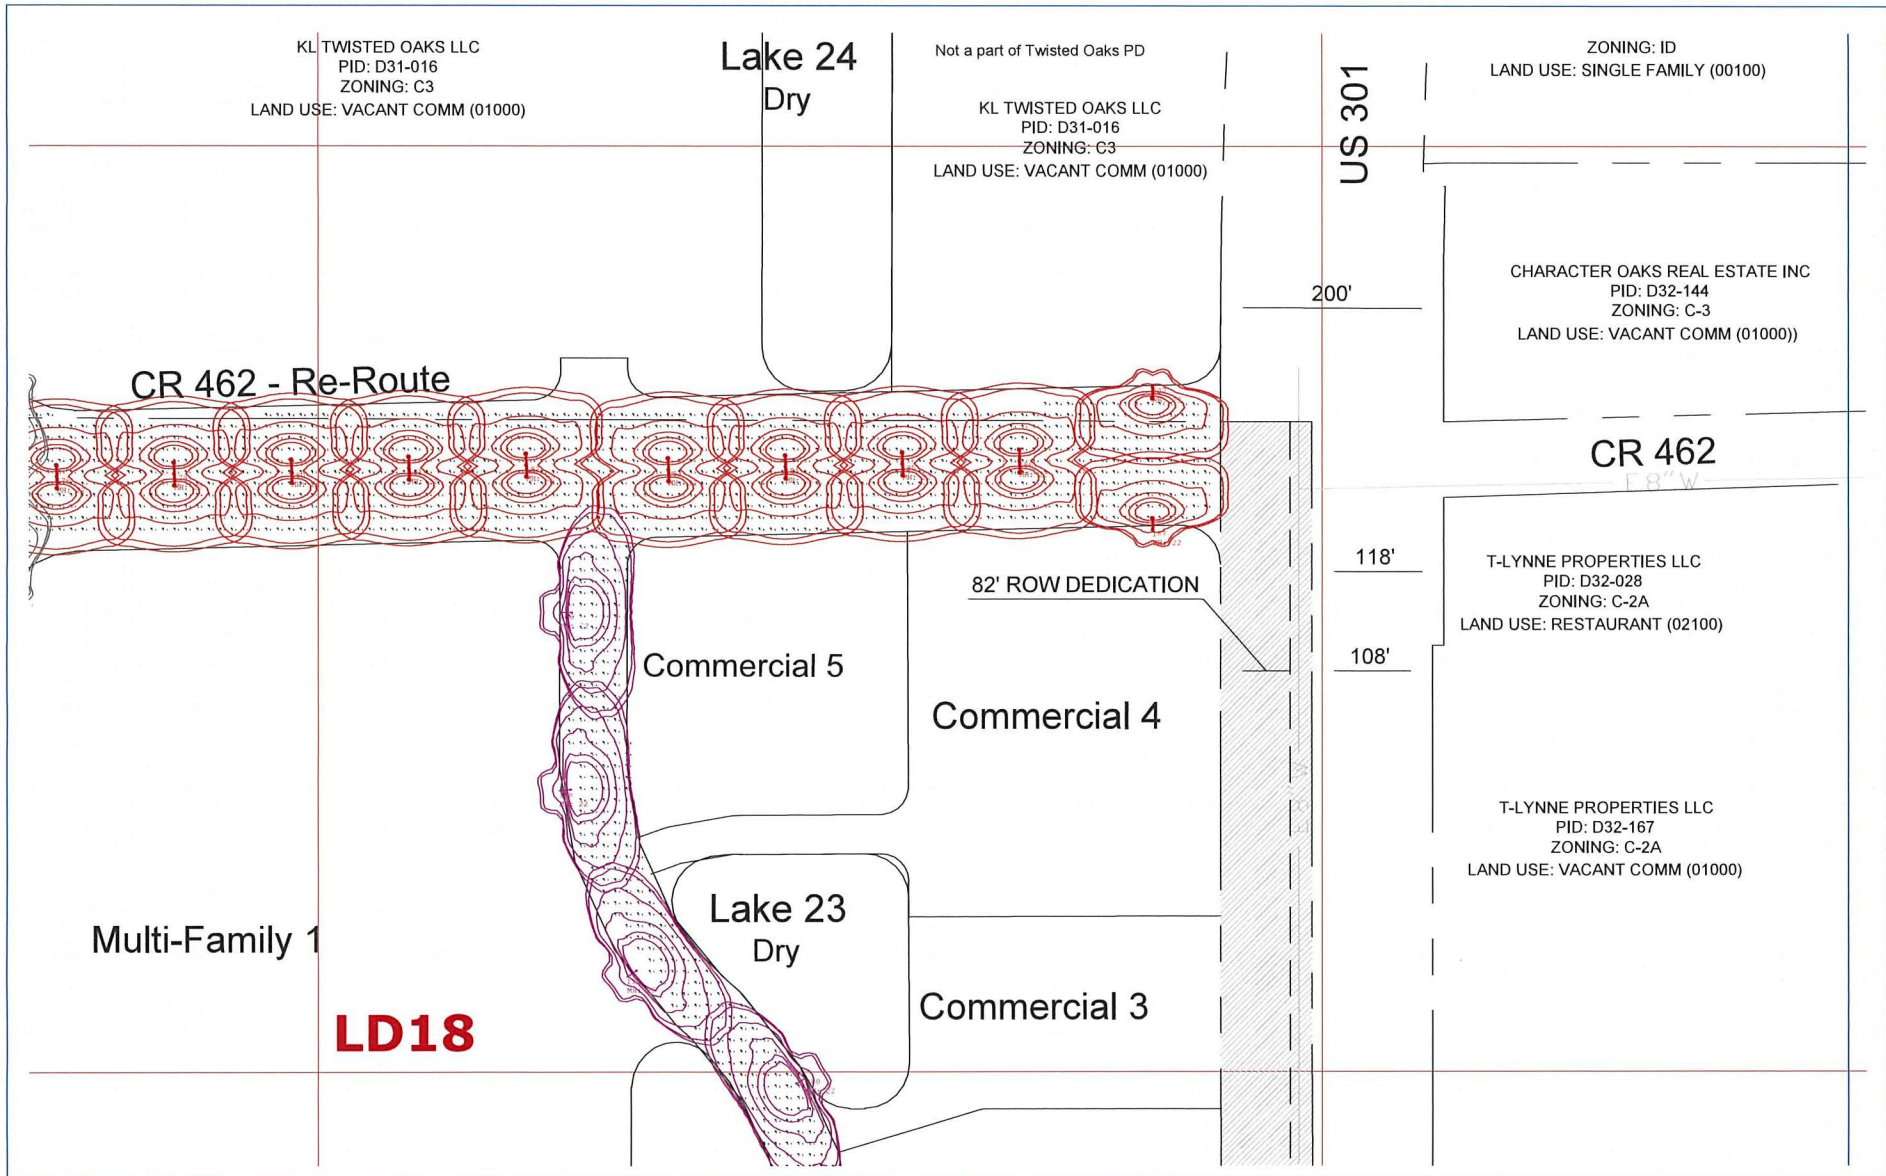 KL TWISTED OAKS LLC
PID: D31-016
ZONING: C3
LAND USE: VACANT COMM (01000)
Lake 24
Dry
Not a part of Twisted Oaks PD
KL TWISTED OAKS LLC
PID: D31-016
ZONING: C3
LAND USE: VACANT COMM (01000)
US 301
ZONING: ID
LAND USE: SINGLE FAMILY (00100)
200'
CHARACTER OAKS REAL ESTATE INC
PID: D32-144
ZONING: C-3
LAND USE: VACANT COMM (01000))
CR 462 - Re-Route
CR 462
118'
82' ROW DEDICATION
T-LYNNE PROPERTIES LLC
PID: D32-028
ZONING: C-2A
LAND USE: RESTAURANT (02100)
108'
Commercial 5
Commercial 4
T-LYNNE PROPERTIES LLC
PID: D32-167
ZONING: C-2A
LAND USE: VACANT COMM (01000)
Lake 23
Dry
Multi-Family 1
Commercial 3
LD18